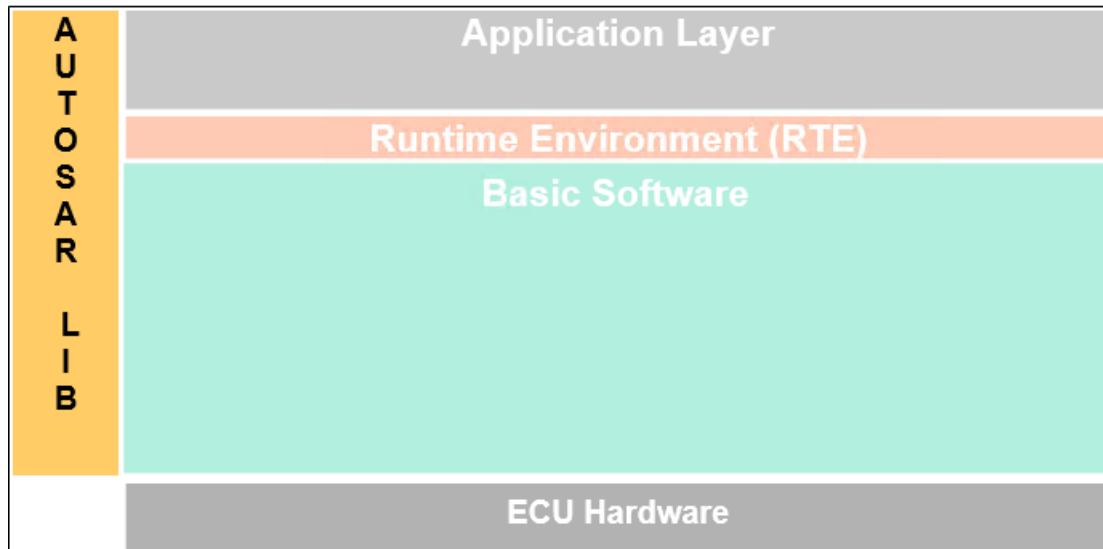 AUTOSAR LIB
Application Layer
Runtime Environment (RTE)
Basic Software
ECU Hardware